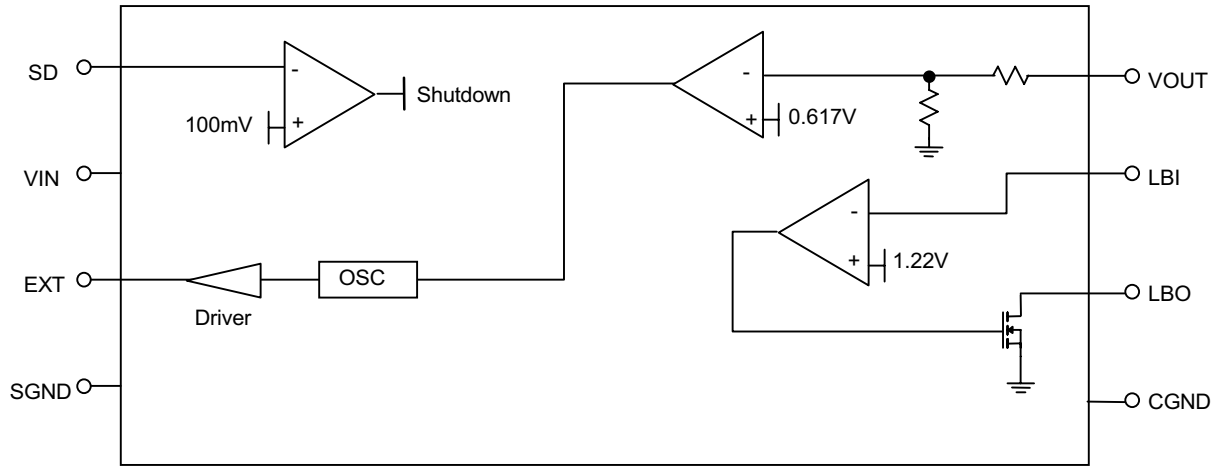 SD
-
+
100mV
Shutdown
-
+
0.617V
VOUT
VIN
LBI
-
+
1.22V
EXT
Driver
OSC
LBO
SGND
CGND